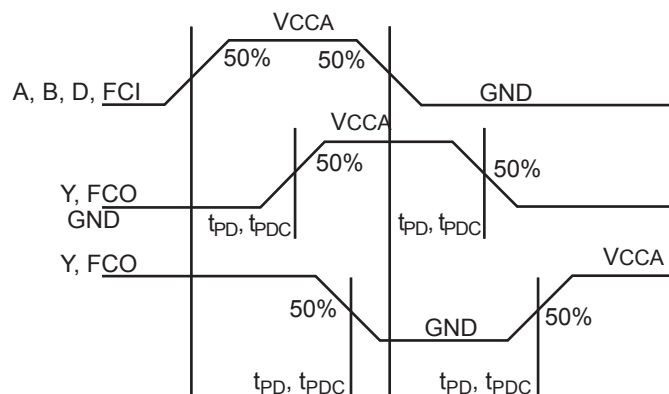 VCCA
50% 50%
A, B, D, FCI
GND
VCCA
50%
50%
Y, FCO
GND
tPD, tPDC
tPD, tPDC
Y, FCO
VCCA
50%
GND
50%
tPD, tPDC
tPD, tPDC